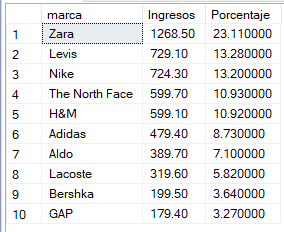 marca Ingresos Porcentaje
1 Zara 1268.50 23.110000
2 Levis 729.10 13.280000
3 Nike 724.30 13.200000
4 The North Face 599.70 10.930000
5 H&M 599.10 10.920000
6 Adidas 479.40 8.730000
7 Aldo 389.70 7.100000
8 Lacoste 319.60 5.820000
9 Bershka 199.50 3.640000
10 GAP 179.40 3.270000